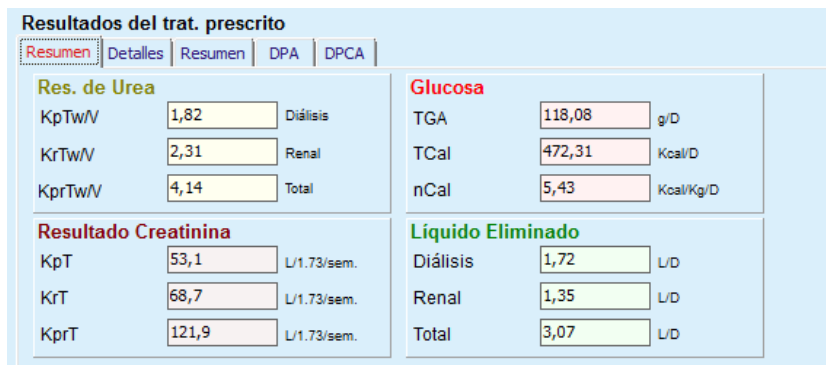 Resultados del trat. prescrito
Resumen Detalles Resumen DPA DPCA
Res. de Urea
KpTw/V 1,82 Diálisis
KrTw/V 2,31 Renal
KprTw/V 4,14 Total
Glucosa
TGA 118,08 g/D
TCal 472,31 Kcal/D
nCal 5,43 Kcal/Kg/D
Resultado Creatinina
KpT 53,1 L/1.73/sem.
KrT 68,7 L/1.73/sem.
KprT 121,9 L/1.73/sem.
Líquido Eliminado
Diálisis 1,72 L/D
Renal 1,35 L/D
Total 3,07 L/D